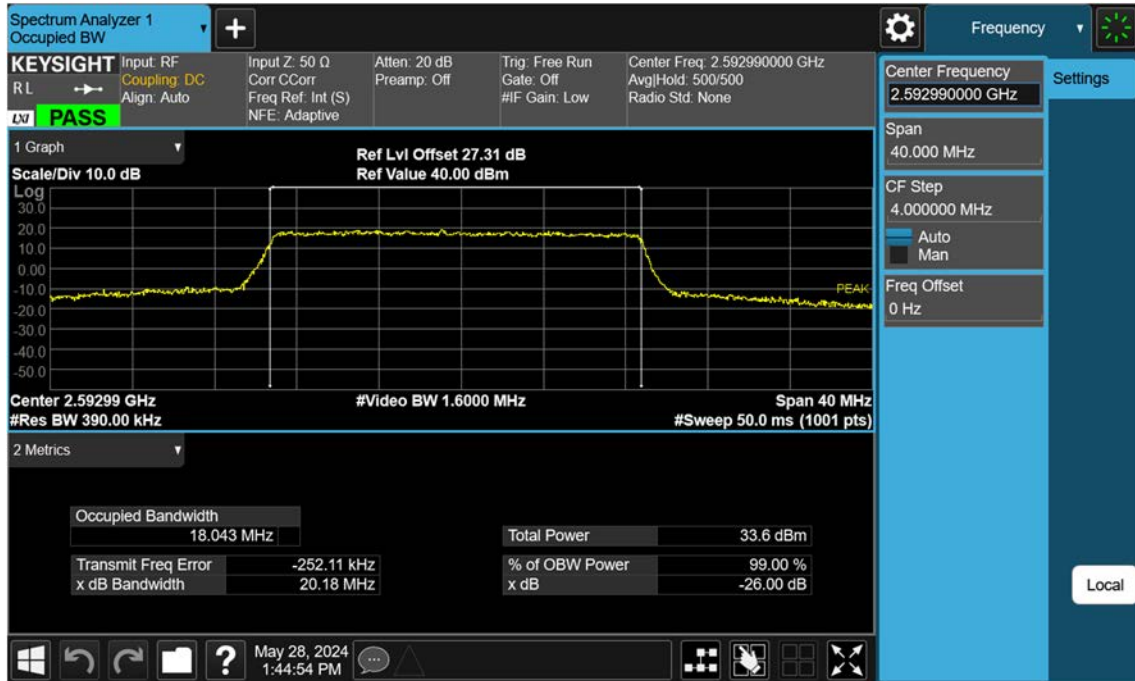 Spectrum Analyzer 1
Occupied BW
+
Frequency
KEYSIGHT
R L
LXI PASS
Input: RF
Coupling: DC
Align: Auto
Input Z: 50 Ω
Corr CCorr
Freq Ref: Int (S)
NFE: Adaptive
Atten: 20 dB
Preamp: Off
Trig: Free Run
Gate: Off
#IF Gain: Low
Center Freq: 2.592990000 GHz
Avg|Hold: 500/500
Radio Std: None
Center Frequency
2.592990000 GHz
Settings
Span
40.000 MHz
CF Step
4.000000 MHz
Auto
Man
Freq Offset
0 Hz
Local
1 Graph
Scale/Div 10.0 dB
Ref Lvl Offset 27.31 dB
Ref Value 40.00 dBm
Log
30.0
20.0
10.0
0.00
-10.0
-20.0
-30.0
-40.0
-50.0
PEAK
Center 2.59299 GHz
#Video BW 1.6000 MHz
Span 40 MHz
#Res BW 390.00 kHz
#Sweep 50.0 ms (1001 pts)
2 Metrics
Occupied Bandwidth
18.043 MHz
Total Power 33.6 dBm
Transmit Freq Error -252.11 kHz
% of OBW Power 99.00 %
x dB Bandwidth 20.18 MHz
x dB -26.00 dB
?
May 28, 2024
1:44:54 PM